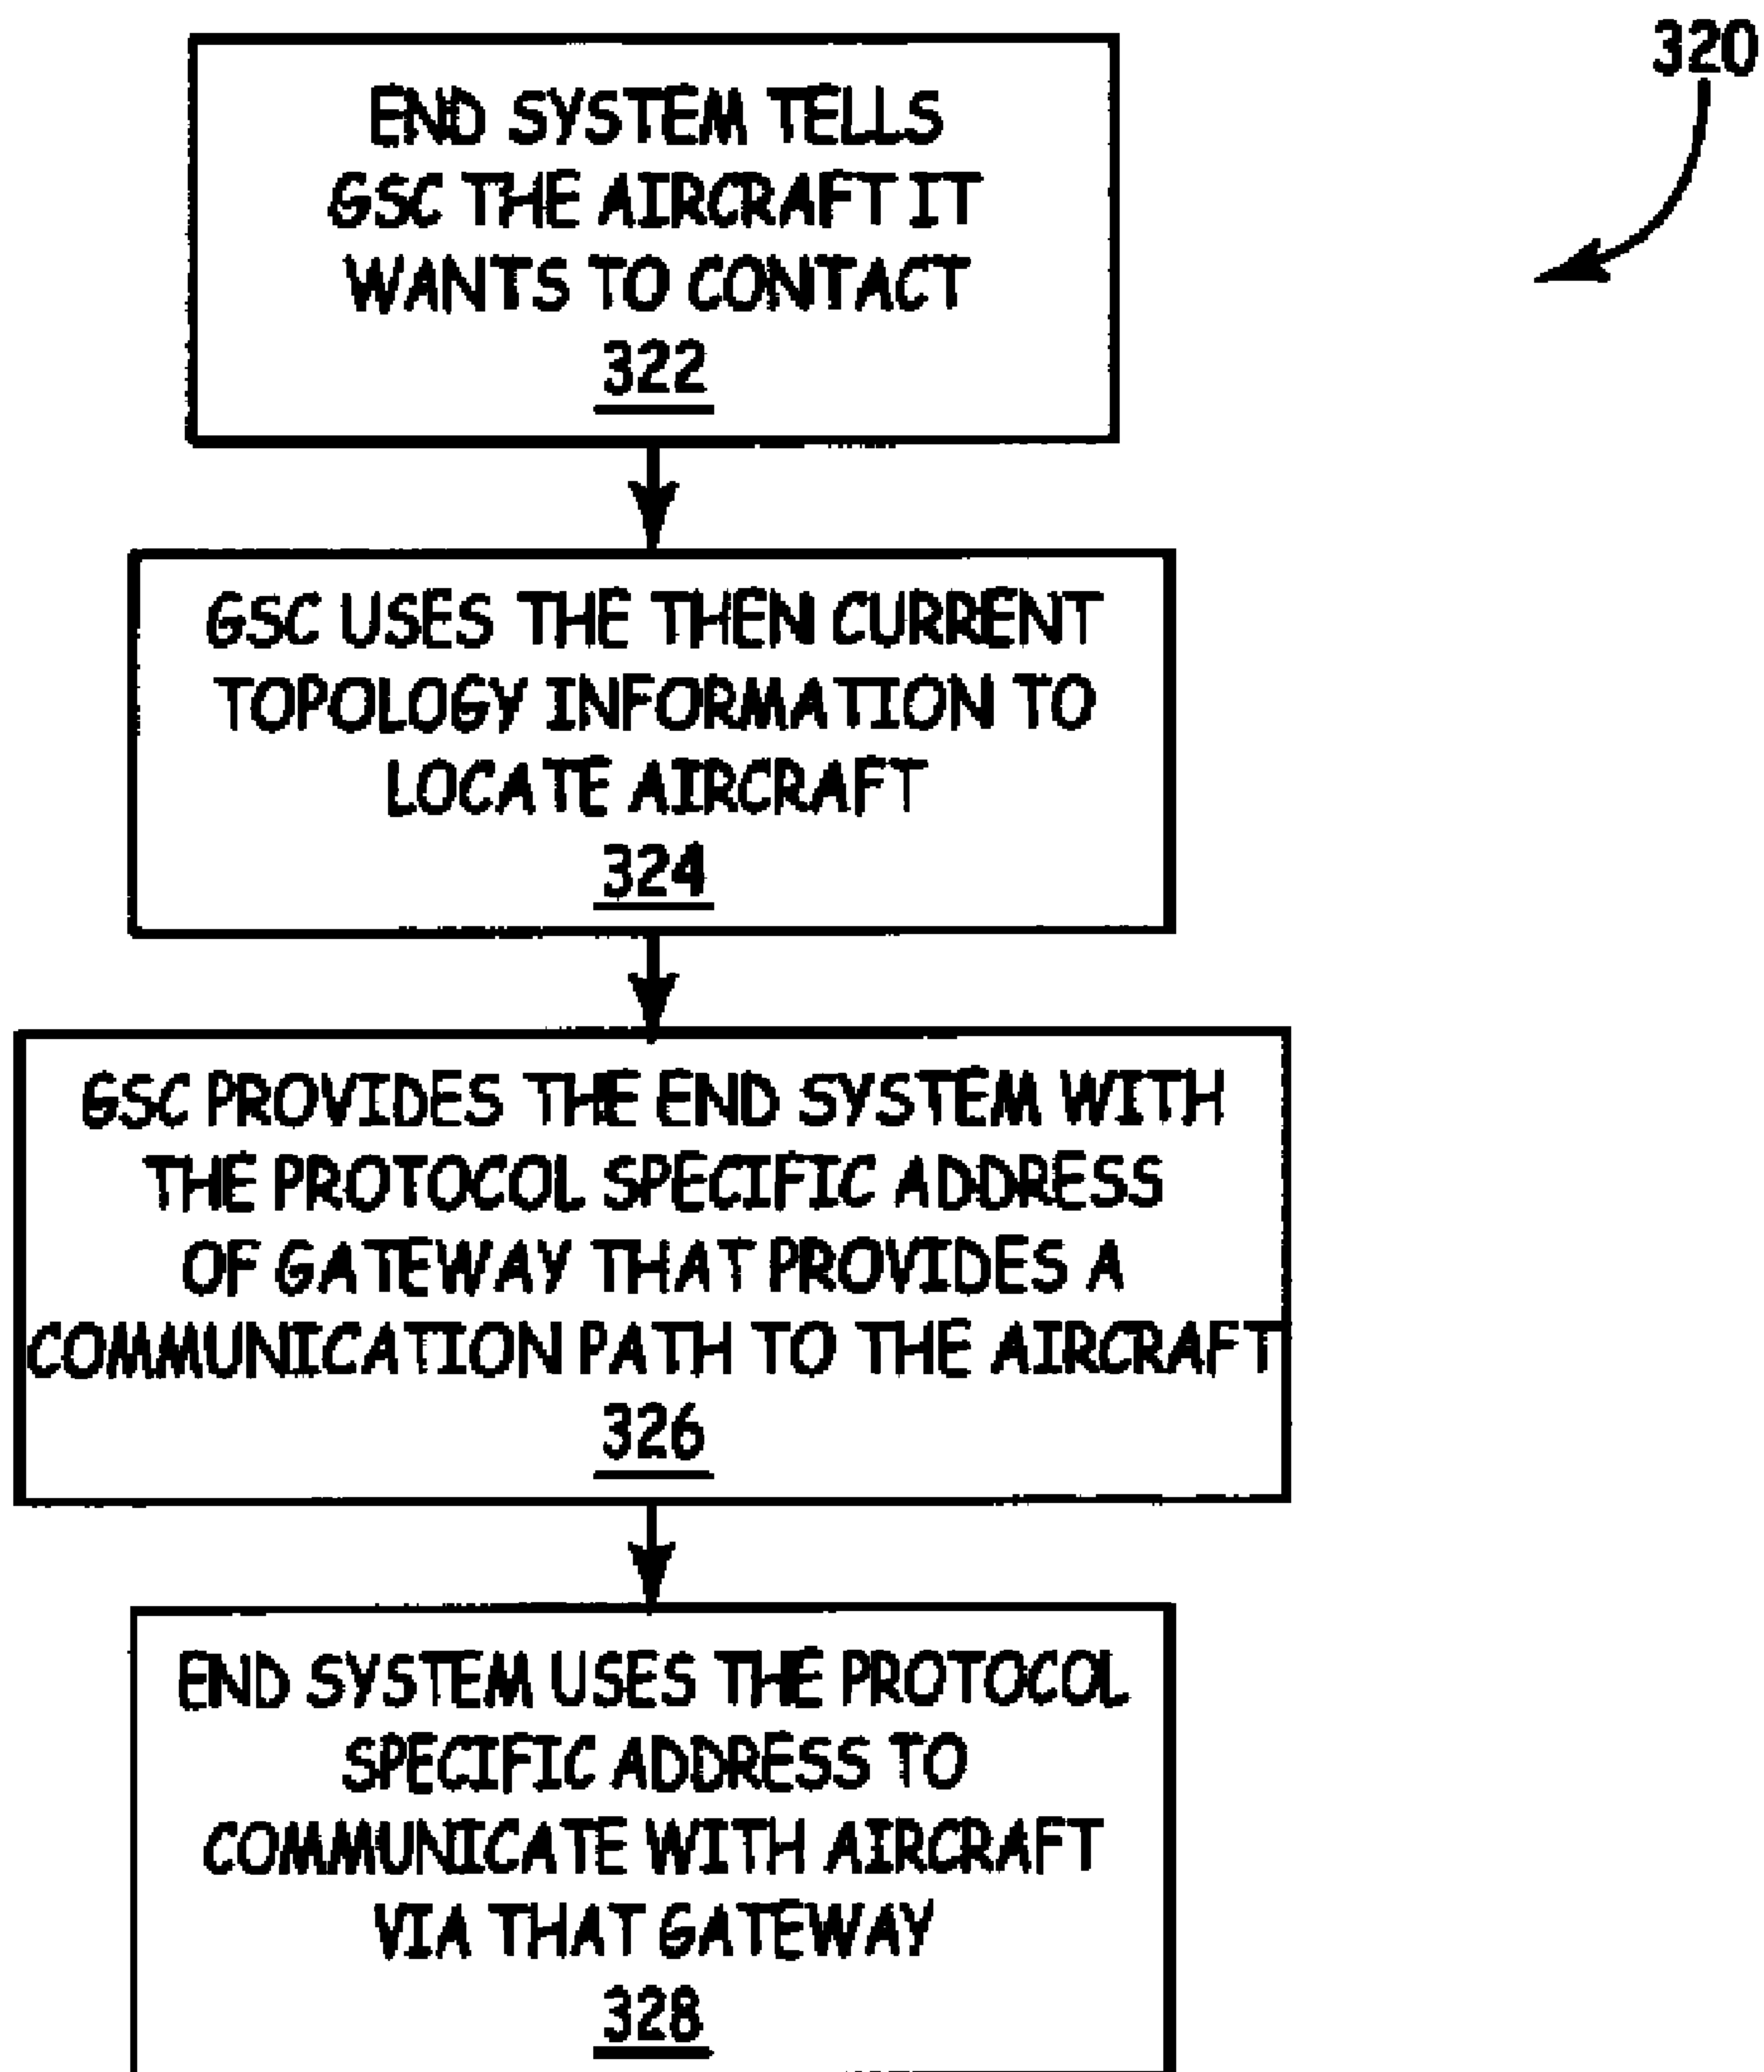 320
END SYSTEM TELLS
GSC THE AIRCRAFT IT
WANTS TO CONTACT
322
GSC USES THE THEN CURRENT
TOPOLOGY INFORMATION TO
LOCATE AIRCRAFT
324
GSC PROVIDES THE END SYSTEM WITH
THE PROTOCOL SPECIFIC ADDRESS
OF GATEWAY THAT PROVIDES A
COMMUNICATION PATH TO THE AIRCRAFT
326
END SYSTEM USES THE PROTOCOL
SPECIFIC ADDRESS TO
COMMUNICATE WITH AIRCRAFT
VIA THAT GATEWAY
328